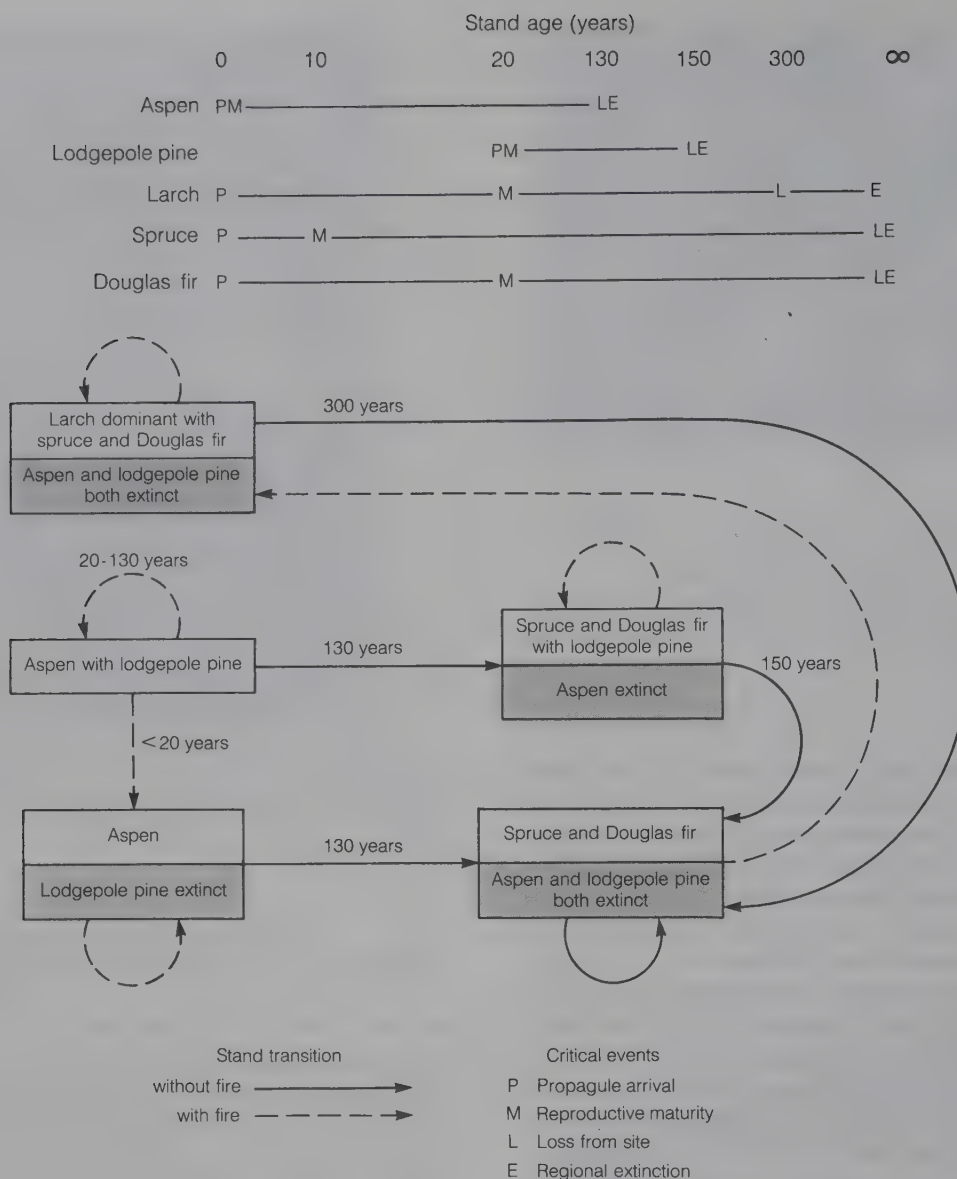 Stand age (years)
0 10 20 130 150 300 ∞
Aspen PM LE
Lodgepole pine PM LE
Larch P M L E
Spruce P M LE
Douglas fir P M LE
Larch dominant with
spruce and Douglas fir
Aspen and lodgepole pine
both extinct
300 years
20-130 years
Aspen with lodgepole pine
130 years
Spruce and Douglas fir
with lodgepole pine
Aspen extinct
150 years
<20 years
Aspen
Lodgepole pine extinct
130 years
Spruce and Douglas fir
Aspen and lodgepole pine
both extinct
Stand transition
without fire
with fire
Critical events
P Propagule arrival
M Reproductive maturity
L Loss from site
E Regional extinction